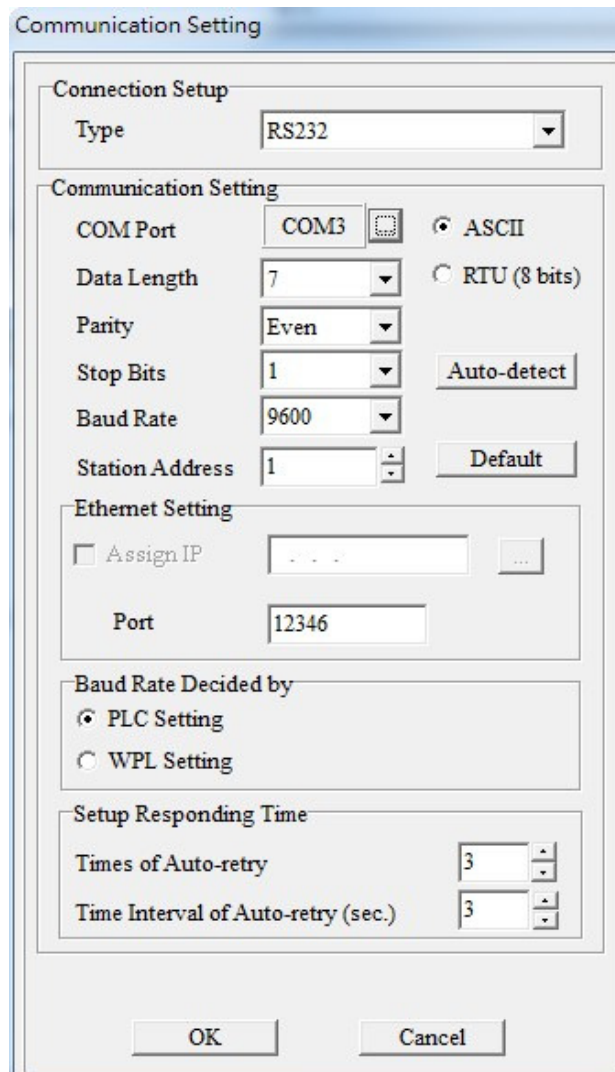 Communication Setting
Connection Setup
Type RS232
Communication Setting
COM Port COM3 ASCII
Data Length 7 RTU (8 bits)
Parity Even
Stop Bits 1 Auto-detect
Baud Rate 9600
Station Address 1 Default
Ethernet Setting
Assign IP . . . ...
Port 12346
Baud Rate Decided by
PLC Setting
WPL Setting
Setup Responding Time
Times of Auto-retry 3
Time Interval of Auto-retry (sec.) 3
OK Cancel